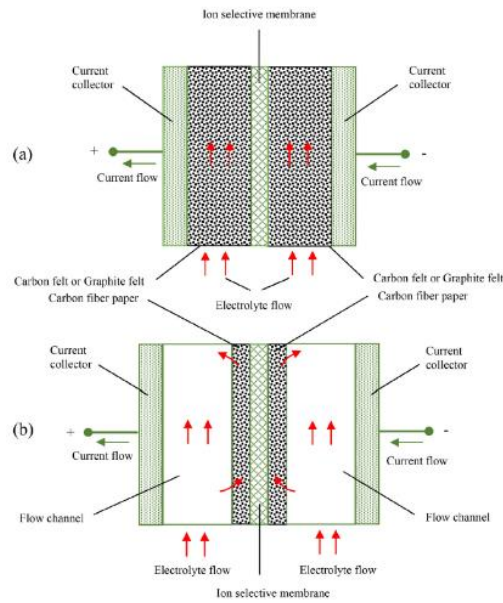 Ion selective membrane
Current
collector
Current
collector
(a)
+
-
Current flow
Current flow
Carbon felt or Graphite felt
Carbon fiber paper
Electrolyte flow
Carbon felt or Graphite felt
Carbon fiber paper
Current
collector
Current
collector
(b)
+
-
Current flow
Current flow
Flow channel
Flow channel
Electrolyte flow
Electrolyte flow
Ion selective membrane